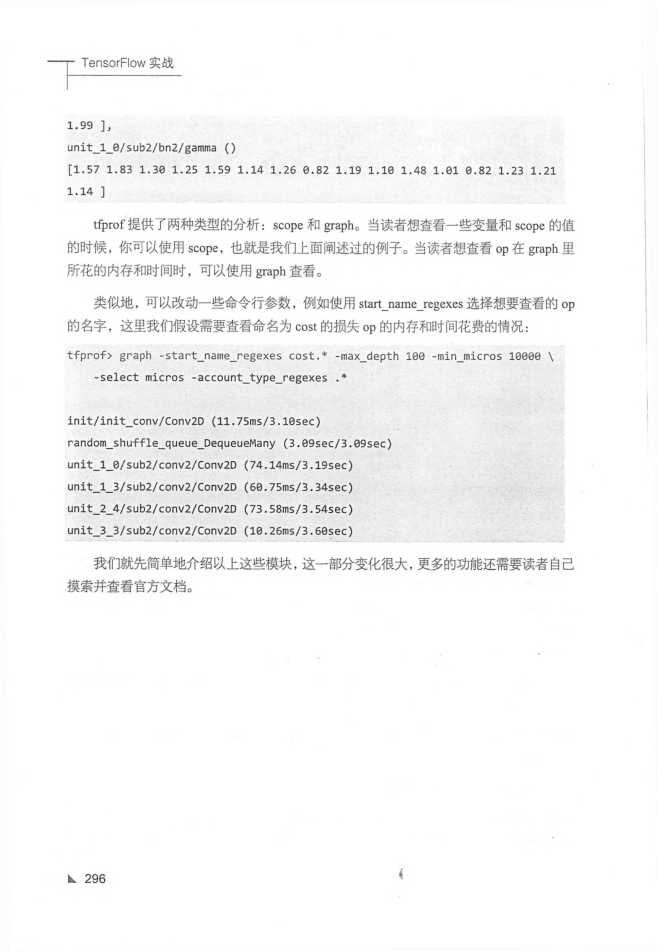 TensorFlow 实战
1.99 ],
unit_1_0/sub2/bn2/gamma ()
[1.57 1.83 1.30 1.25 1.59 1.14 1.26 0.82 1.19 1.10 1.48 1.01 0.82 1.23 1.21
1.14 ]
tfprof 提供了两种类型的分析：scope 和 graph。当读者想查看一些变量和 scope 的值
的时候，你可以使用 scope，也就是我们上面阐述过的例子。当读者想查看 op 在 graph 里
所花的内存和时间时，可以使用 graph 查看。
类似地，可以改动一些命令行参数，例如使用 start_name_regexes 选择想要查看的 op
的名字，这里我们假设需要查看命名为 cost 的损失 op 的内存和时间花费的情况：
tfprof> graph -start_name_regexes cost.* -max_depth 100 -min_micros 10000 \
-select micros -account_type_regexes .*
init/init_conv/Conv2D (11.75ms/3.10sec)
random_shuffle_queue_DequeueMany (3.09sec/3.09sec)
unit_1_0/sub2/conv2/Conv2D (74.14ms/3.19sec)
unit_1_3/sub2/conv2/Conv2D (60.75ms/3.34sec)
unit_2_4/sub2/conv2/Conv2D (73.58ms/3.54sec)
unit_3_3/sub2/conv2/Conv2D (10.26ms/3.60sec)
我们就先简单地介绍以上这些模块，这一部分变化很大，更多的功能还需要读者自己
摸索并查看官方文档。
296